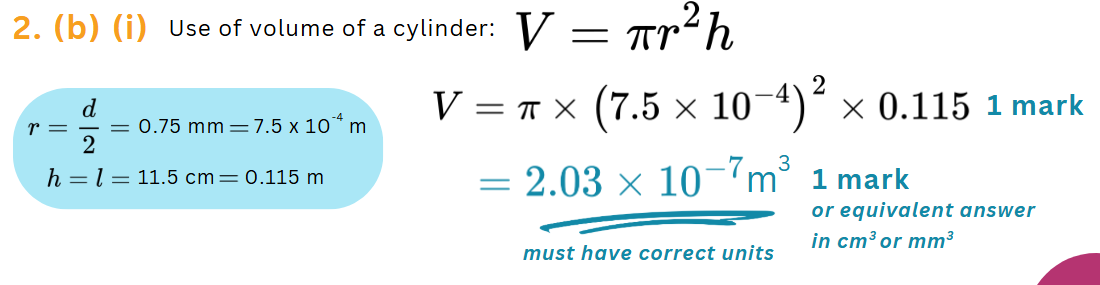 2. (b) (i) Use of volume of a cylinder: V = πr²h
r = d/2 = 0.75 mm = 7.5 x 10⁻⁴ m
h = l = 11.5 cm = 0.115 m
V = π × (7.5 × 10⁻⁴)² × 0.115 1 mark
= 2.03 × 10⁻⁷ m³ 1 mark
or equivalent answer
in cm³ or mm³
must have correct units